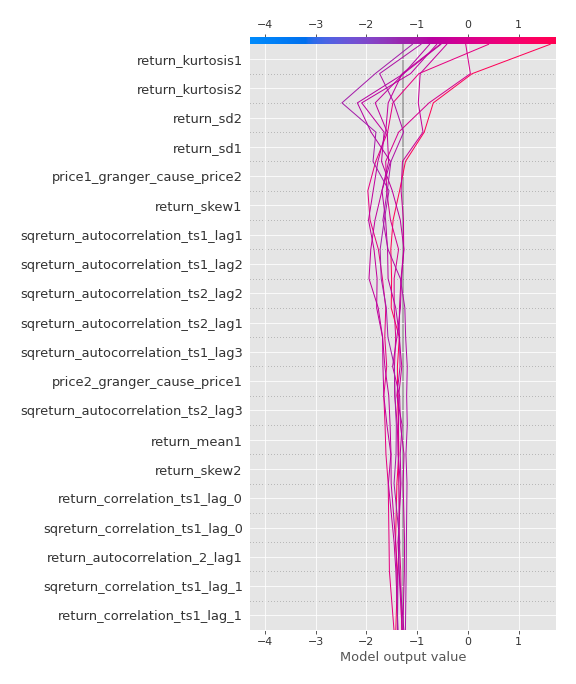 −4 −3 −2 −1 0 1
return_kurtosis1
return_kurtosis2
return_sd2
return_sd1
price1_granger_cause_price2
return_skew1
sqreturn_autocorrelation_ts1_lag1
sqreturn_autocorrelation_ts1_lag2
sqreturn_autocorrelation_ts2_lag2
sqreturn_autocorrelation_ts2_lag1
sqreturn_autocorrelation_ts1_lag3
price2_granger_cause_price1
sqreturn_autocorrelation_ts2_lag3
return_mean1
return_skew2
return_correlation_ts1_lag_0
sqreturn_correlation_ts1_lag_0
return_autocorrelation_2_lag1
sqreturn_correlation_ts1_lag_1
return_correlation_ts1_lag_1
−4 −3 −2 −1 0 1
Model output value